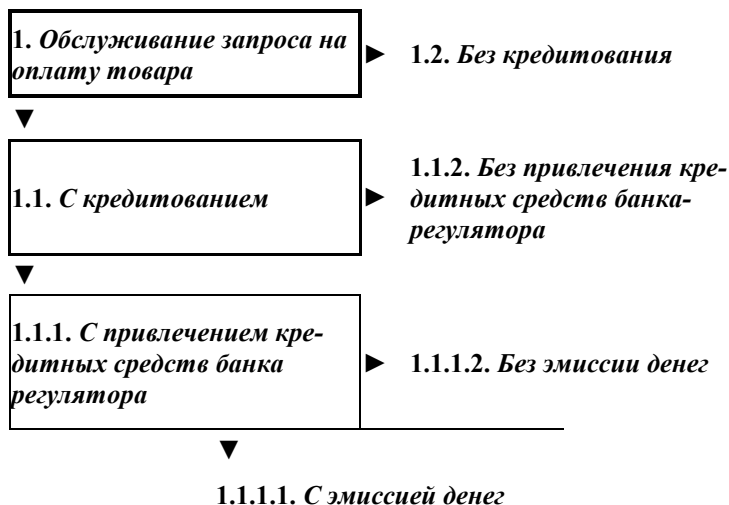 1. Обслуживание запроса на
оплату товара
1.2. Без кредитования
1.1. С кредитованием
1.1.2. Без привлечения кре-
дитных средств банка-
регулятора
1.1.1. С привлечением кре-
дитных средств банка
регулятора
1.1.1.2. Без эмиссии денег
1.1.1.1. С эмиссией денег